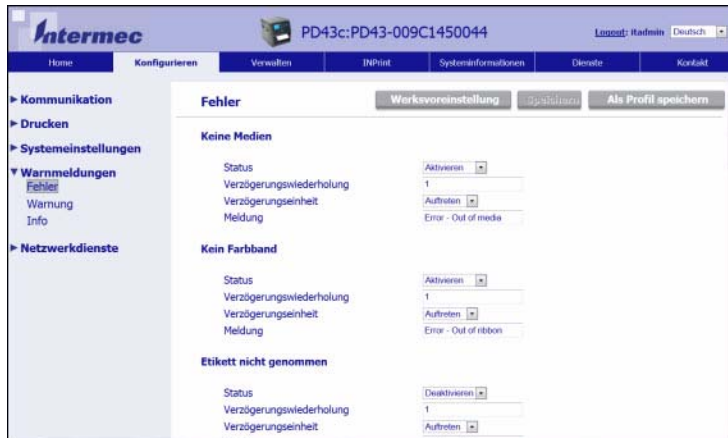 Intermec
PD43c:PD43-009C1450044
Logout: itadmin Deutsch
Home Konfigurieren Verwalten INPrint Systeminformationen Dienste Kontakt
Kommunikation
Drucken
Systemeinstellungen
Warnmeldungen
Fehler
Warnung
Info
Netzwerkdienste
Fehler Werksvoreinstellung Speichern Als Profil speichern
Keine Medien
Status Aktivieren
Verzögerungswiederholung 1
Verzögerungseinheit Auftreten
Meldung Error - Out of media
Kein Farbband
Status Aktivieren
Verzögerungswiederholung 1
Verzögerungseinheit Auftreten
Meldung Error - Out of ribbon
Etikett nicht genommen
Status Deaktivieren
Verzögerungswiederholung 1
Verzögerungseinheit Auftreten